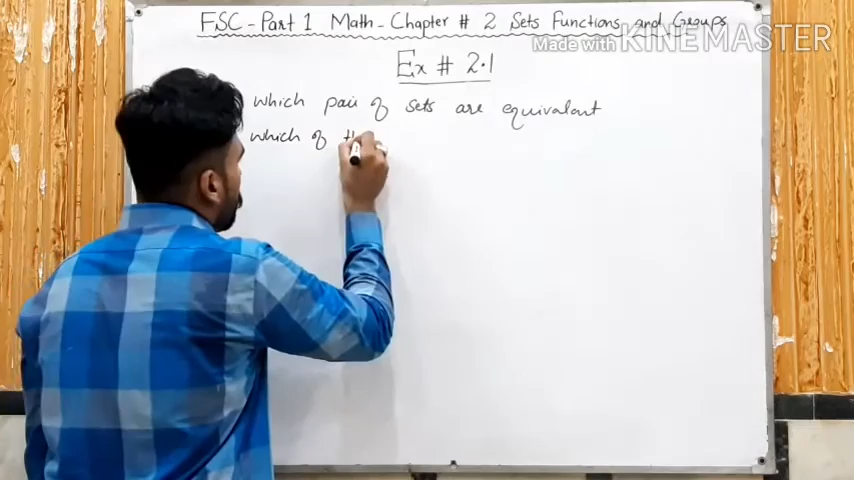 FSC-Part 1 Math-Chapter # 2 Sets Functions and Groups
Made with KINEMASTER
Ex # 2.1
which pair of sets are equivalant
which of